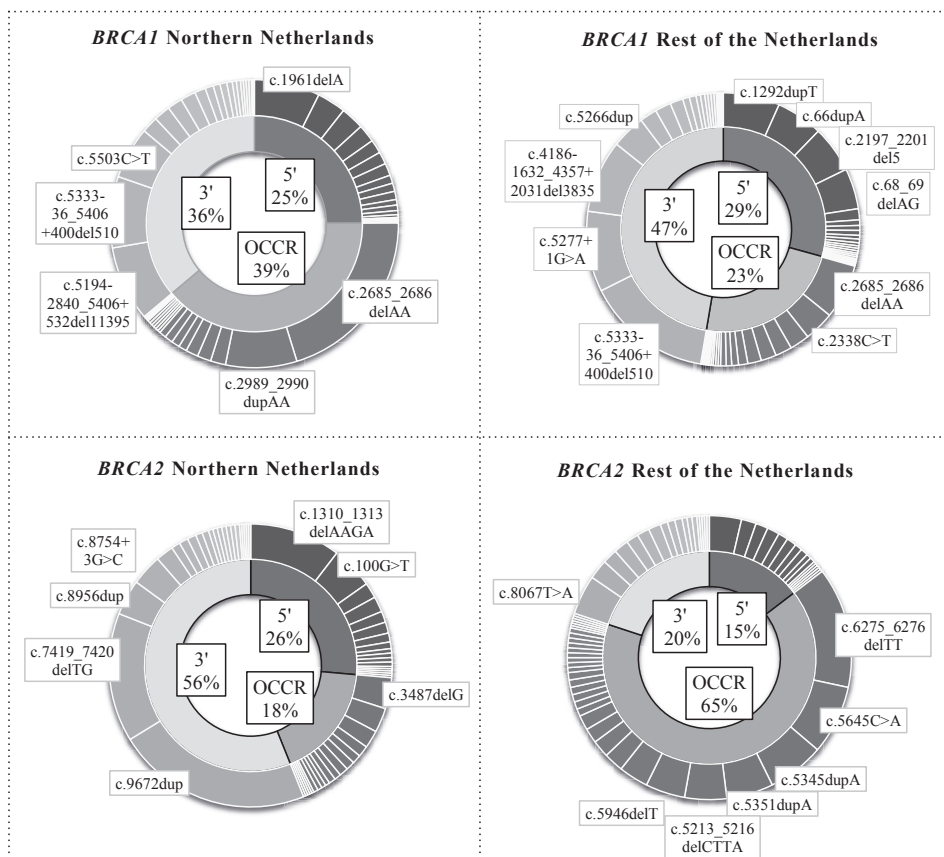 BRCA1 Northern Netherlands
c.1961delA
c.5503C>T
c.5333-
36_5406
+400del510
c.5194-
2840_5406+
532del11395
c.2989_2990
dupAA
c.2685_2686
delAA
3'
36%
5'
25%
OCCR
39%
BRCA1 Rest of the Netherlands
c.1292dupT
c.66dupA
c.2197_2201
del5
c.68_69
delAG
c.2685_2686
delAA
c.2338C>T
c.5266dup
c.4186-
1632_4357+
2031del3835
c.5277+
1G>A
c.5333-
36_5406+
400del510
3'
47%
5'
29%
OCCR
23%
BRCA2 Northern Netherlands
c.1310_1313
delAAGA
c.100G>T
c.3487delG
c.8754+
3G>C
c.8956dup
c.7419_7420
delTG
c.9672dup
3'
56%
5'
26%
OCCR
18%
BRCA2 Rest of the Netherlands
c.8067T>A
c.6275_6276
delTT
c.5645C>A
c.5345dupA
c.5351dupA
c.5213_5216
delCTTA
c.5946delT
3'
20%
5'
15%
OCCR
65%